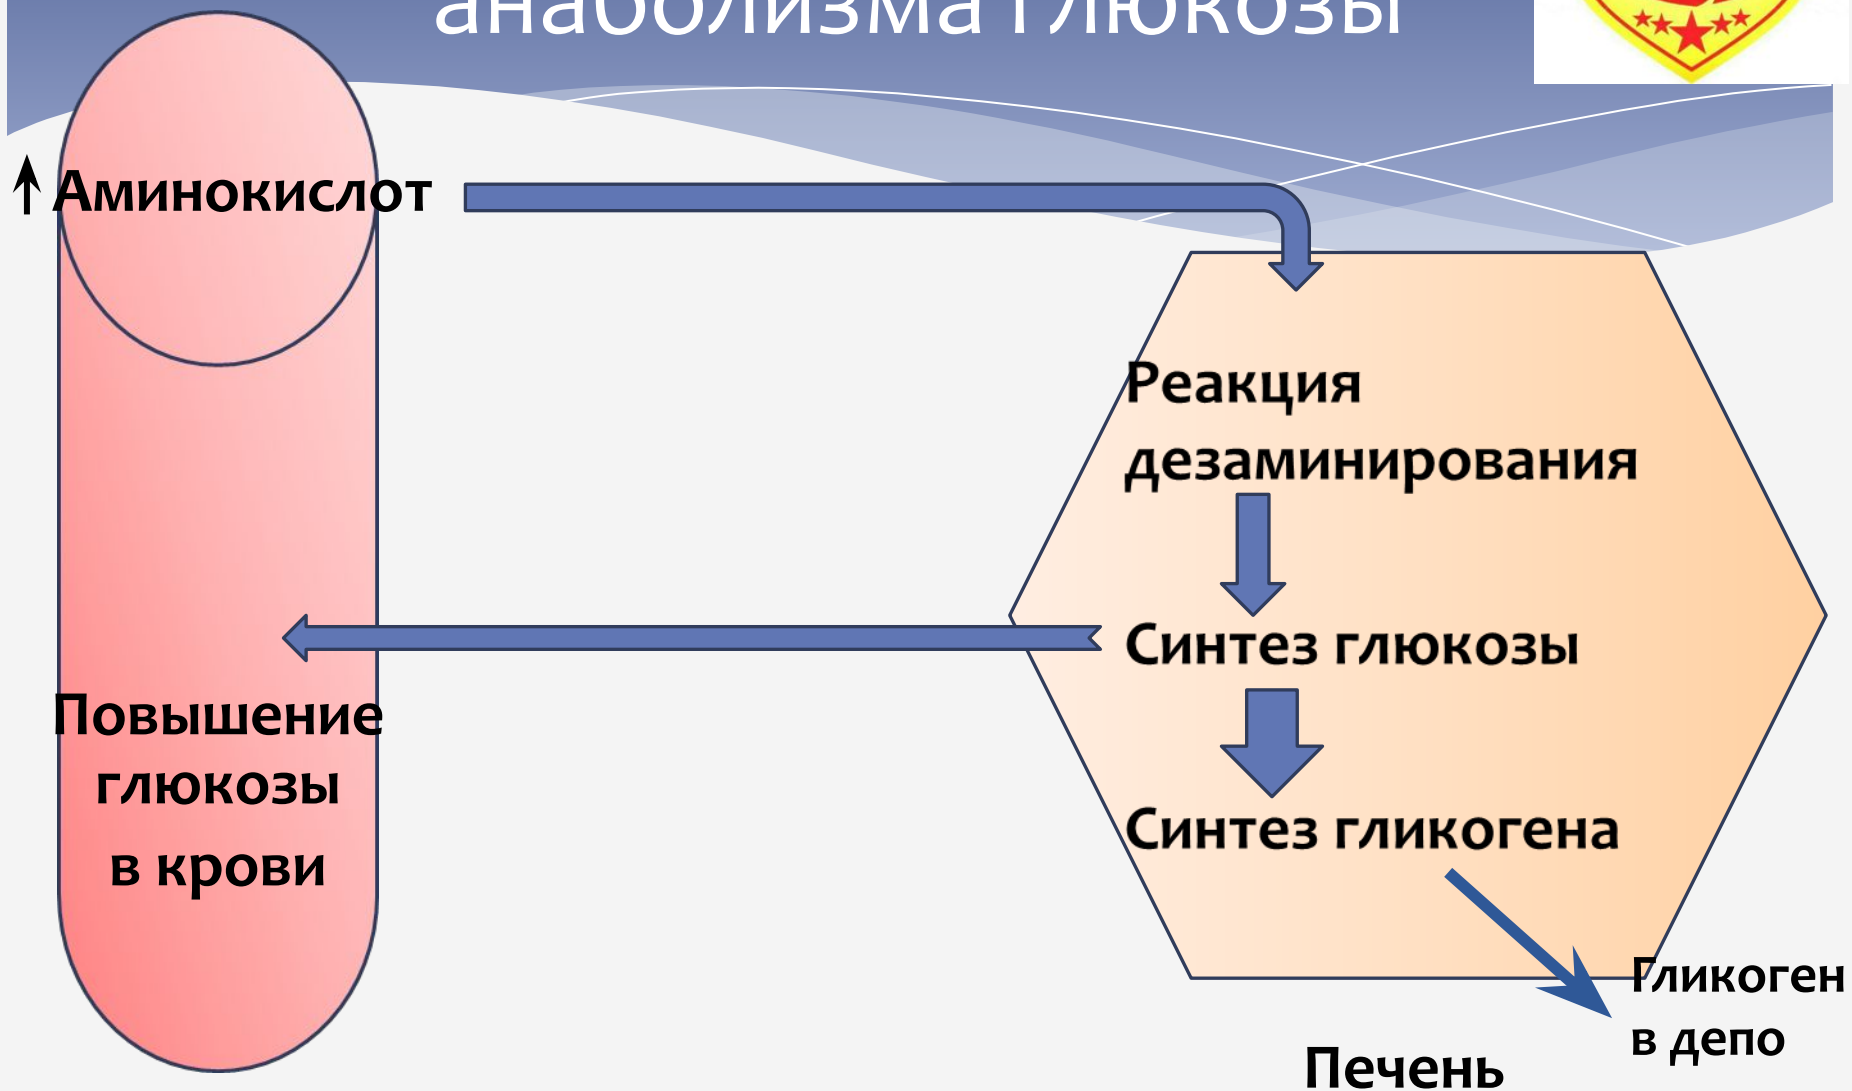 анаболизма глюкозы
Аминокислот
Реакция
дезаминирования
Синтез глюкозы
Повышение
глюкозы
в крови
Синтез гликогена
Гликоген
в депо
Печень